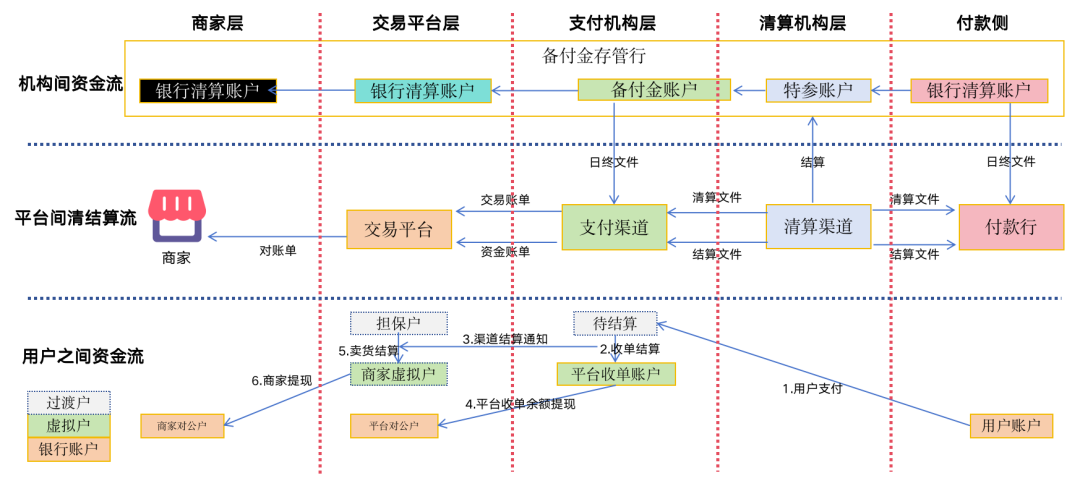 商家层
交易平台层
支付机构层
清算机构层
付款侧
备付金存管行
机构间资金流
银行清算账户
银行清算账户
备付金账户
特参账户
银行清算账户
日终文件
结算
日终文件
平台间清结算流
商家
对账单
交易平台
交易账单
资金账单
支付渠道
清算文件
结算文件
清算渠道
清算文件
结算文件
付款行
用户之间资金流
担保户
待结算
3.渠道结算通知
2.收单结算
5.卖货结算
商家虚拟户
平台收单账户
6.商家提现
1.用户支付
4.平台收单余额提现
过渡户
虚拟户
银行账户
商家对公户
平台对公户
用户账户